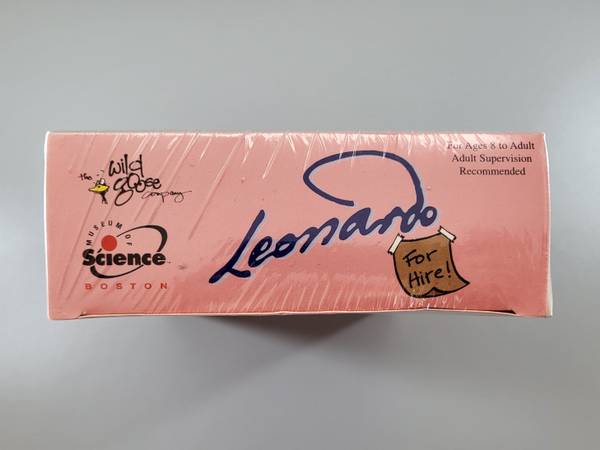 the wild goose company
MUSEUM OF
Science
BOSTON
Leonardo
For
Hire!
For Ages 8 to Adult
Adult Supervision
Recommended